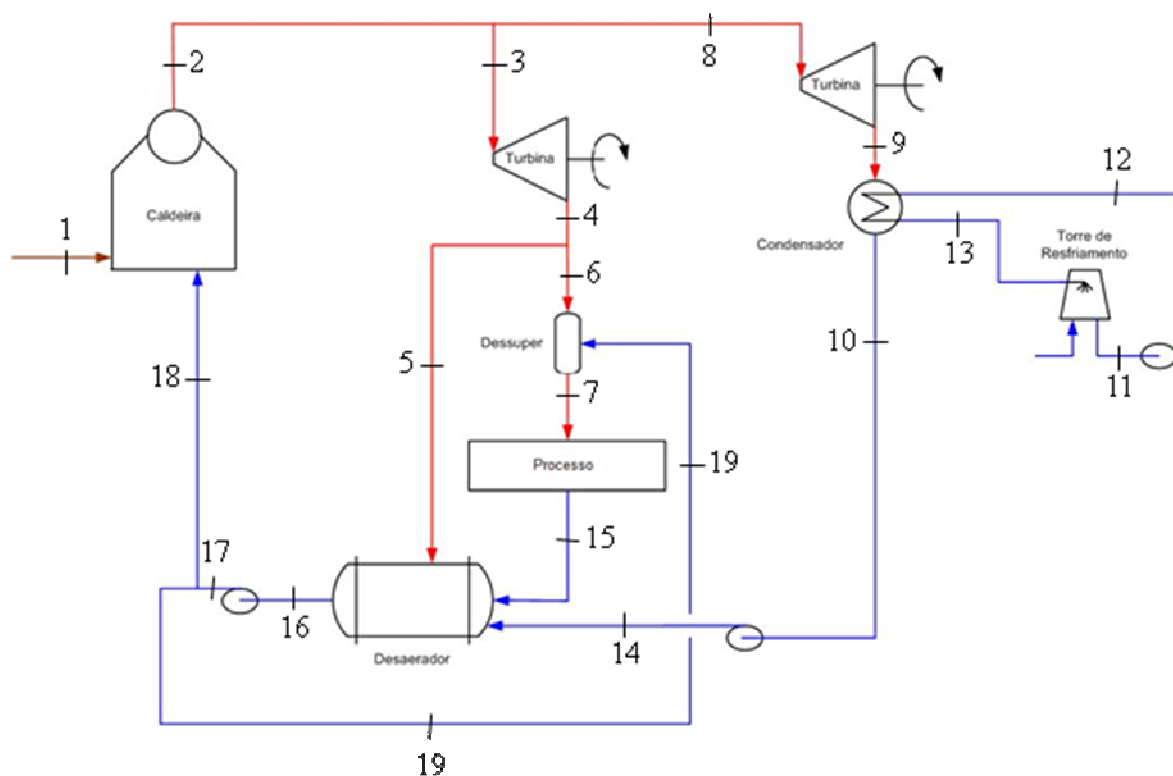 8
2
3
Turbina
9
12
Turbina
1
Caldeira
4
Condensador
13
Torre de
Resfriamento
6
Dessuper
10
18
5
7
11
Processo
19
15
17
16
14
Desaerador
19